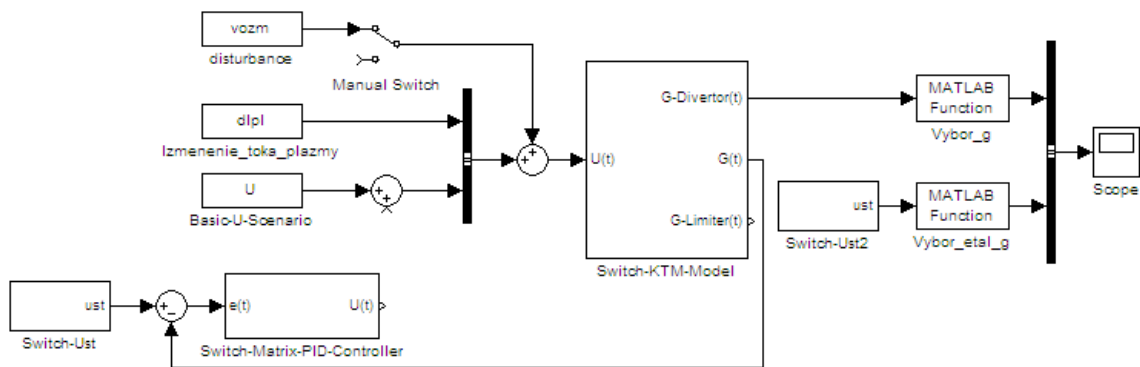 vozm
disturbance
Manual Switch
dIpl
Izmenenie_toka_plazmy
U
Basic-U-Scenario
U(t)
G-Divertor(t)
G(t)
G-Limiter(t)
Switch-KTM-Model
MATLAB
Function
Vybor_g
ust
Switch-Ust2
MATLAB
Function
Vybor_etal_g
Scope
ust
Switch-Ust
e(t)
U(t)
Switch-Matrix-PID-Controller